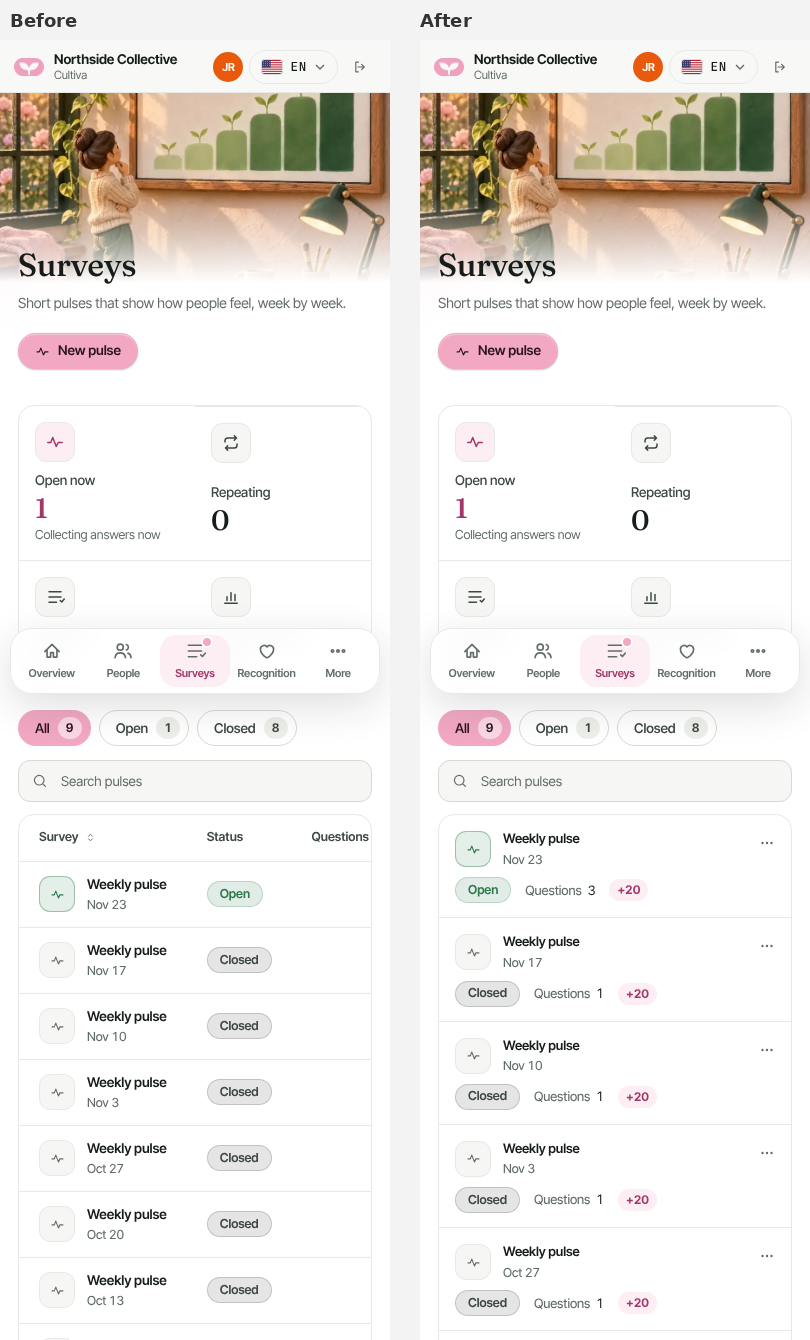 Before
Northside Collective
Cultiva
JR
EN
Surveys
Short pulses that show how people feel, week by week.
New pulse
Open now
1
Collecting answers now
Repeating
0
Overview
People
Surveys
Recognition
More
All 9
Open 1
Closed 8
Search pulses
Survey Status Questions
Weekly pulse
Nov 23
Open
Weekly pulse
Nov 17
Closed
Weekly pulse
Nov 10
Closed
Weekly pulse
Nov 3
Closed
Weekly pulse
Oct 27
Closed
Weekly pulse
Oct 20
Closed
Weekly pulse
Oct 13
Closed
After
Northside Collective
Cultiva
JR
EN
Surveys
Short pulses that show how people feel, week by week.
New pulse
Open now
1
Collecting answers now
Repeating
0
Overview
People
Surveys
Recognition
More
All 9
Open 1
Closed 8
Search pulses
Weekly pulse
Nov 23
Open Questions 3 +20
Weekly pulse
Nov 17
Closed Questions 1 +20
Weekly pulse
Nov 10
Closed Questions 1 +20
Weekly pulse
Nov 3
Closed Questions 1 +20
Weekly pulse
Oct 27
Closed Questions 1 +20